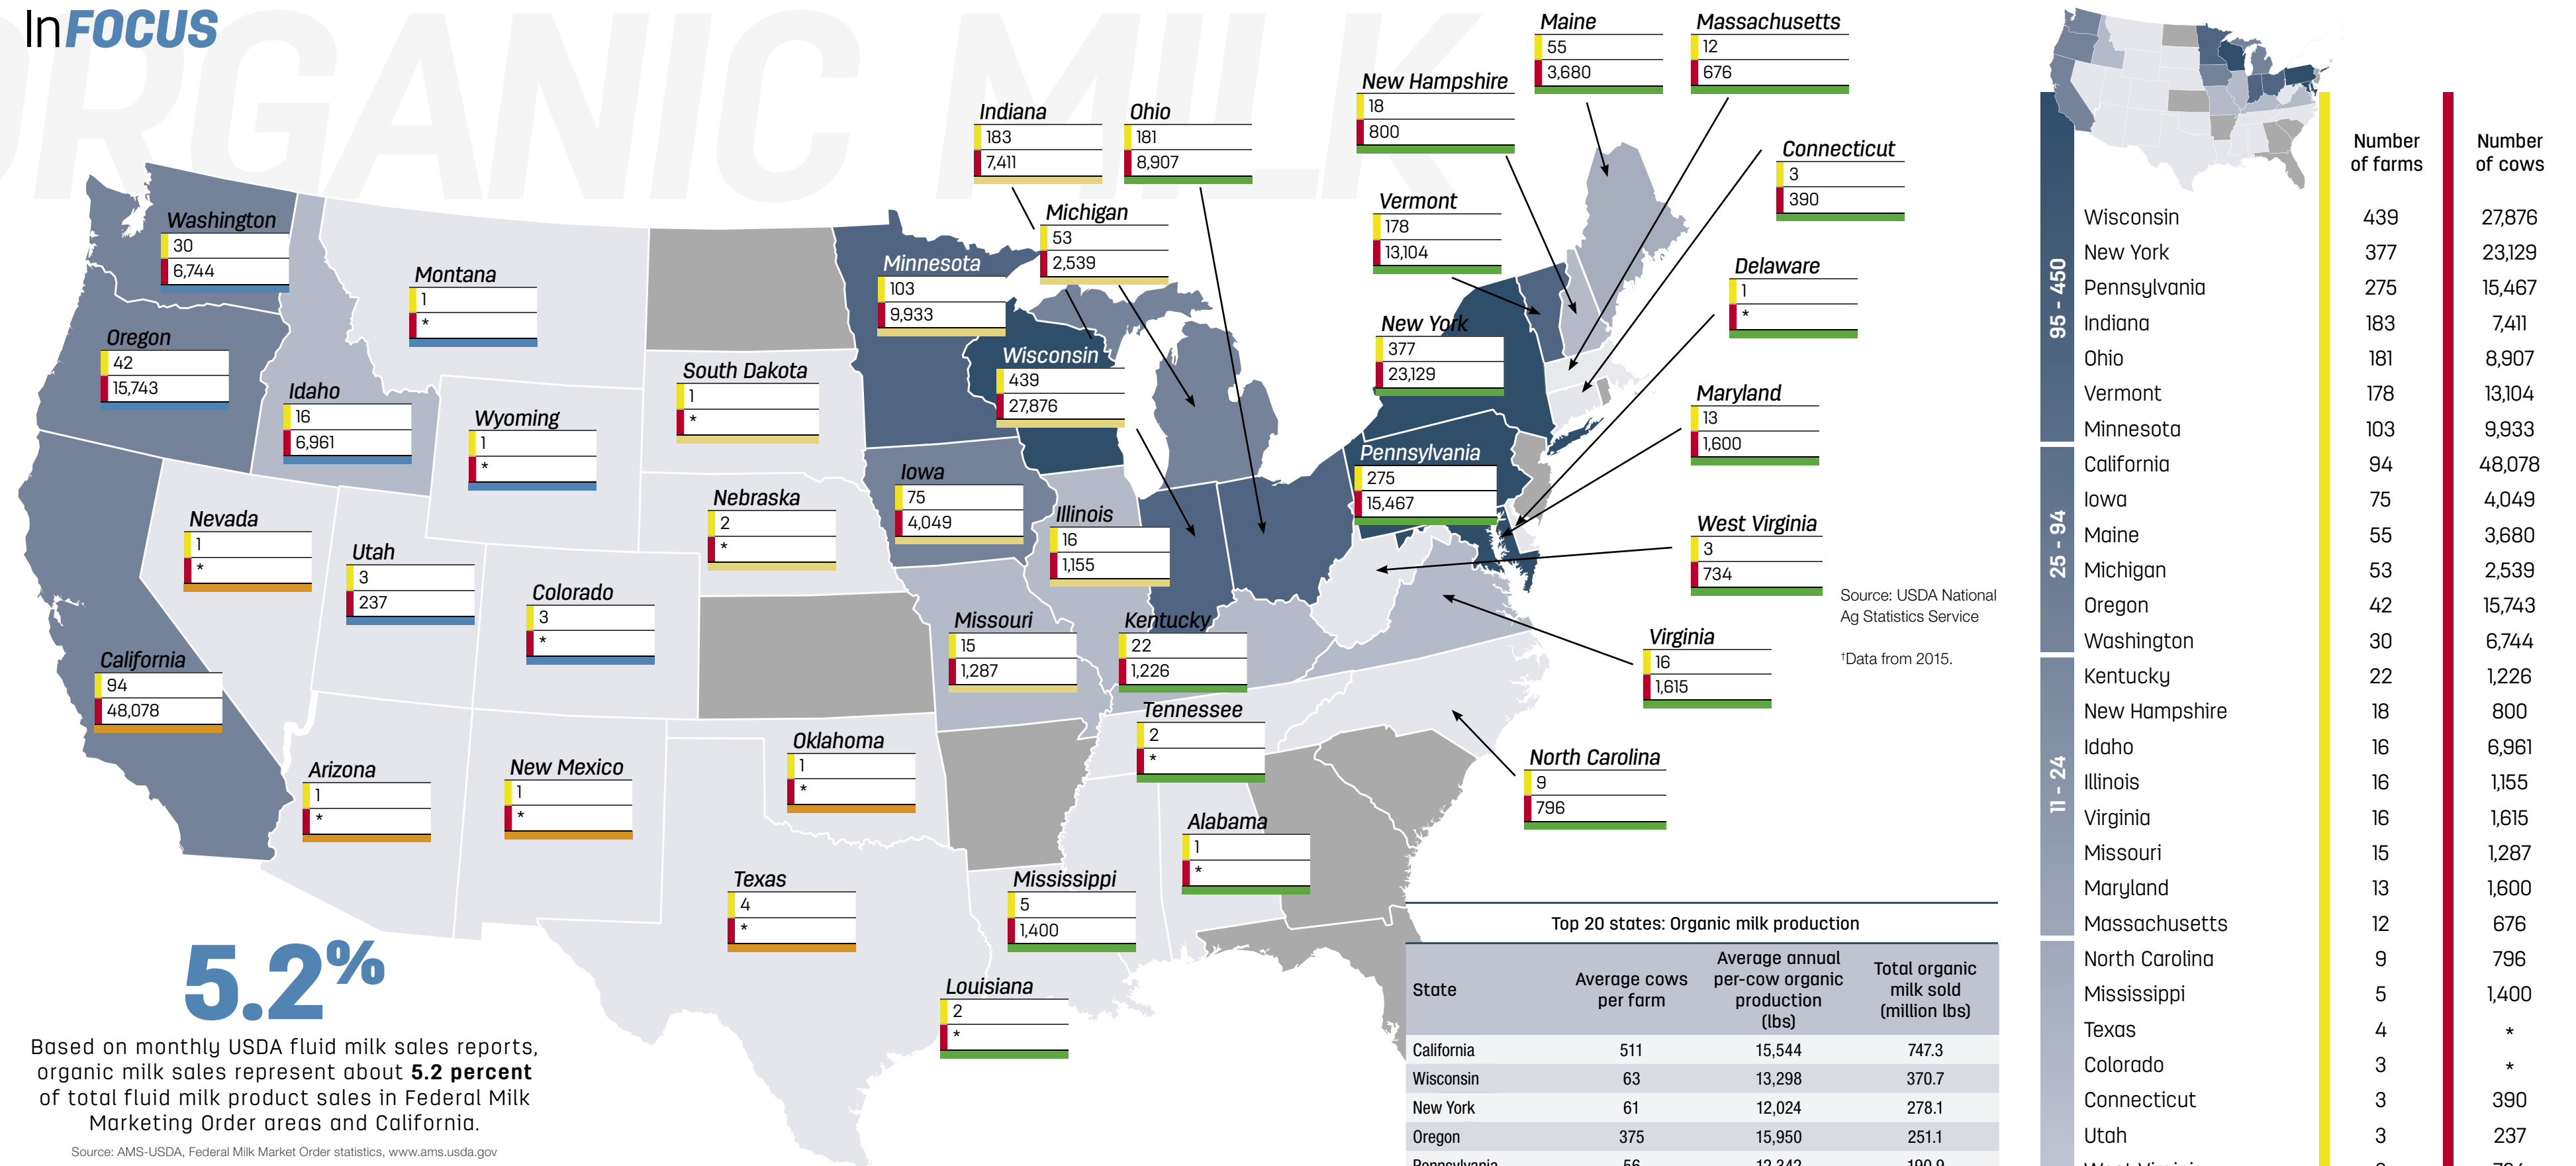 InFOCUS
ORGANIC MILK
Washington
30
6,744
Oregon
42
15,743
California
94
48,078
Nevada
1
*
Idaho
16
6,961
Montana
1
*
Wyoming
1
*
Utah
3
237
Colorado
3
*
Arizona
1
*
New Mexico
1
*
South Dakota
1
*
Nebraska
2
*
Oklahoma
1
*
Texas
4
*
Minnesota
103
9,933
Iowa
75
4,049
Missouri
15
1,287
Wisconsin
439
27,876
Illinois
16
1,155
Indiana
183
7,411
Ohio
181
8,907
Michigan
53
2,539
Kentucky
22
1,226
Tennessee
2
*
Alabama
1
*
Mississippi
5
1,400
Louisiana
2
*
Maine
55
3,680
Massachusetts
12
676
New Hampshire
18
800
Connecticut
3
390
Vermont
178
13,104
Delaware
1
*
New York
377
23,129
Maryland
13
1,600
Pennsylvania
275
15,467
West Virginia
3
734
Virginia
16
1,615
North Carolina
9
796
Source: USDA National
Ag Statistics Service
†Data from 2015.
5.2%
Based on monthly USDA fluid milk sales reports,
organic milk sales represent about 5.2 percent
of total fluid milk product sales in Federal Milk
Marketing Order areas and California.
Source: AMS-USDA, Federal Milk Market Order statistics, www.ams.usda.gov
Top 20 states: Organic milk production
State
Average cows
per farm
Average annual
per-cow organic
production
(lbs)
Total organic
milk sold
(million lbs)
California 511 15,544 747.3
Wisconsin 63 13,298 370.7
New York 61 12,024 278.1
Oregon 375 15,950 251.1
Pennsylvania 56 12,342 190.9
Number
of farms
Number
of cows
95 - 450
Wisconsin 439 27,876
New York 377 23,129
Pennsylvania 275 15,467
Indiana 183 7,411
Ohio 181 8,907
Vermont 178 13,104
Minnesota 103 9,933
25 - 94
California 94 48,078
Iowa 75 4,049
Maine 55 3,680
Michigan 53 2,539
Oregon 42 15,743
Washington 30 6,744
11 - 24
Kentucky 22 1,226
New Hampshire 18 800
Idaho 16 6,961
Illinois 16 1,155
Virginia 16 1,615
Missouri 15 1,287
Maryland 13 1,600
Massachusetts 12 676
North Carolina 9 796
Mississippi 5 1,400
Texas 4 *
Colorado 3 *
Connecticut 3 390
Utah 3 237
West Virginia 3 734